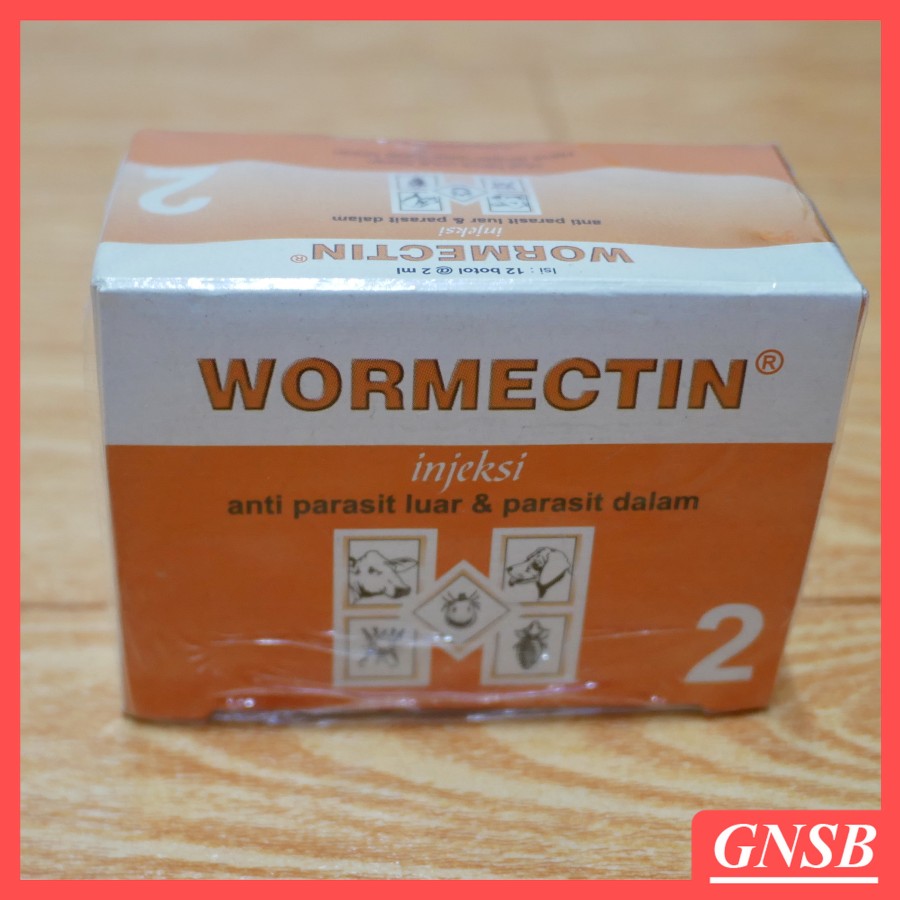 2
anti parasit luar & parasit dalam
injeksi
WORMECTIN®
Isi : 12 botol @ 2 ml
WORMECTIN®
injeksi
anti parasit luar & parasit dalam
2
GNSB